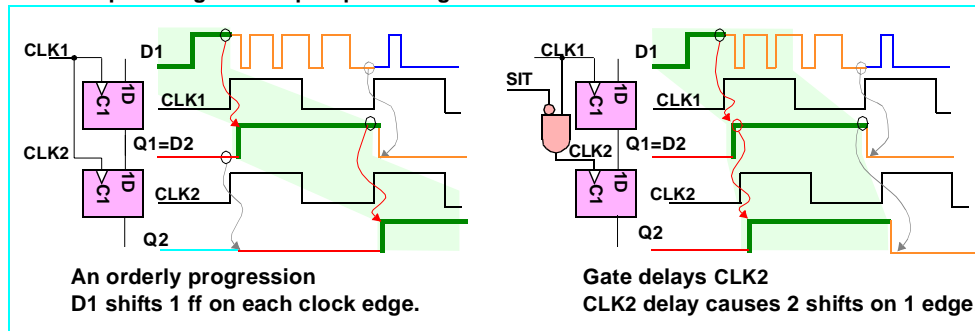 CLK1
D1
1D
C1
CLK1
CLK2
Q1=D2
1D
C1
CLK2
Q2
An orderly progression
D1 shifts 1 ff on each clock edge.
CLK1
D1
SIT
1D
C1
CLK1
CLK2
Q1=D2
1D
C1
CLK2
Q2
Gate delays CLK2
CLK2 delay causes 2 shifts on 1 edge